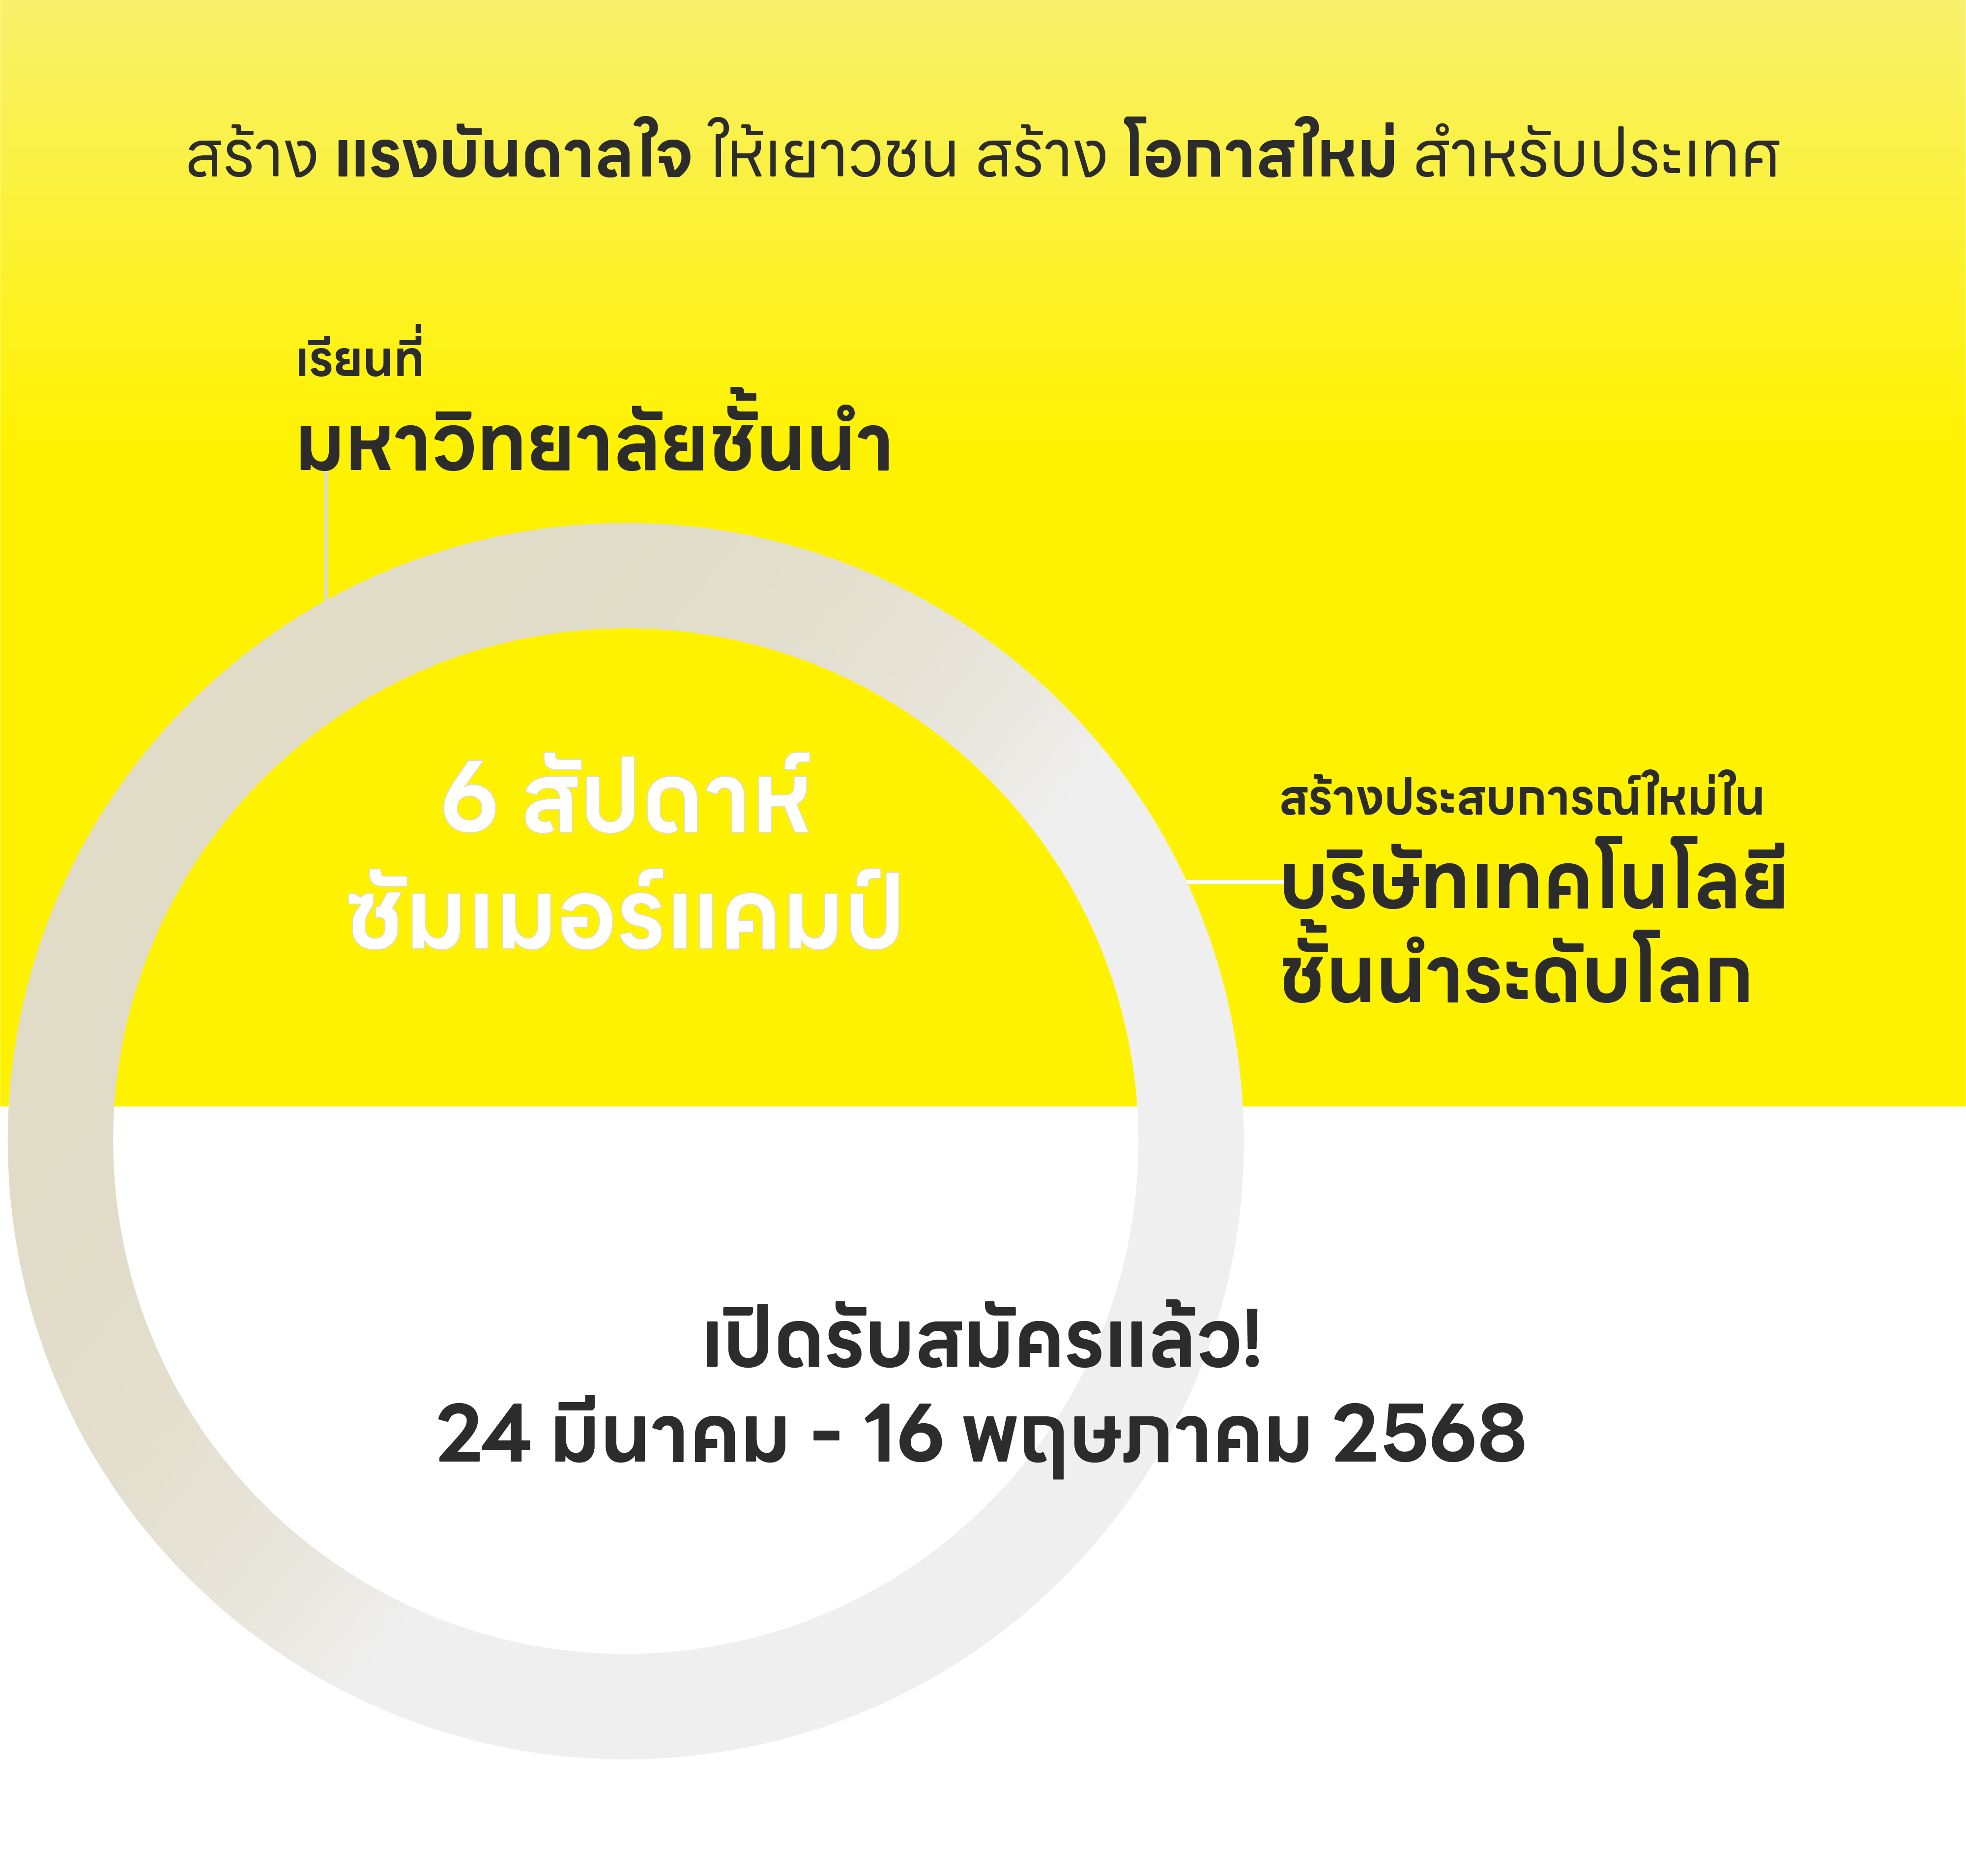 สร้าง แรงบันดาลใจ ให้เยาวชน สร้าง โอกาสใหม่ สำหรับประเทศ
เรียนที่
มหาวิทยาลัยชั้นนำ
6 สัปดาห์
ซัมเมอร์แคมป์
สร้างประสบการณ์ใหม่ใน
บริษัทเทคโนโลยี
ชั้นนำระดับโลก
เปิดรับสมัครแล้ว!
24 มีนาคม - 16 พฤษภาคม 2568